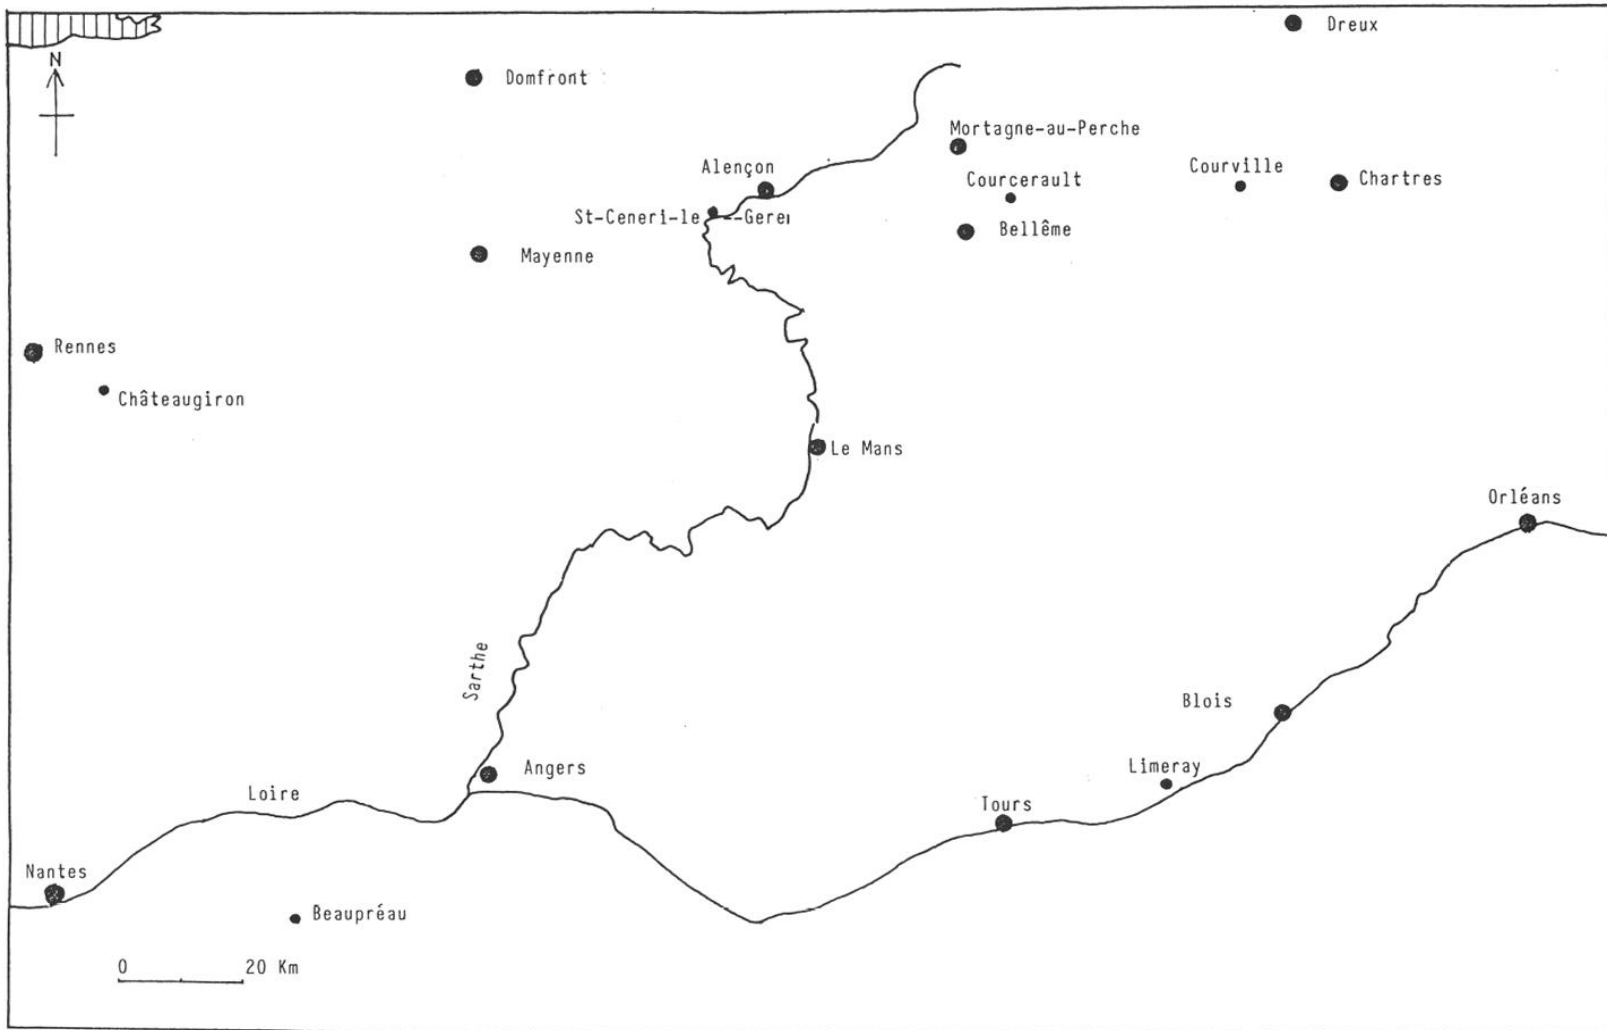 Dreux
N
Domfront
Mortagne-au-Perche
Alençon
Courcerault
Courville
Chartres
St-Ceneri-le--Gerei
Bellême
Mayenne
Rennes
Châteaugiron
Le Mans
Orléans
Sarthe
Blois
Angers
Limeray
Loire
Tours
Nantes
Beaupréau
0 20 Km